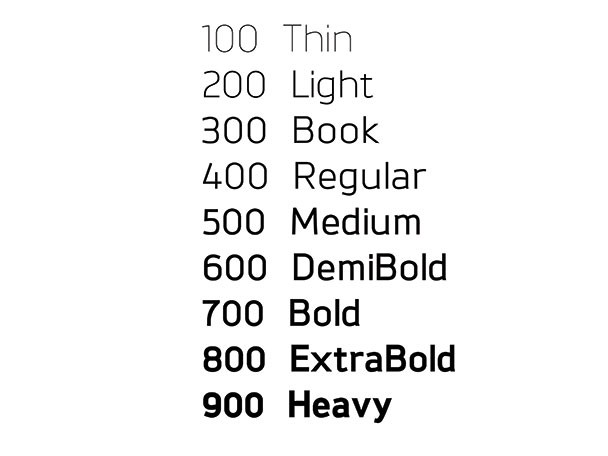 100 Thin
200 Light
300 Book
400 Regular
500 Medium
600 DemiBold
700 Bold
800 ExtraBold
900 Heavy